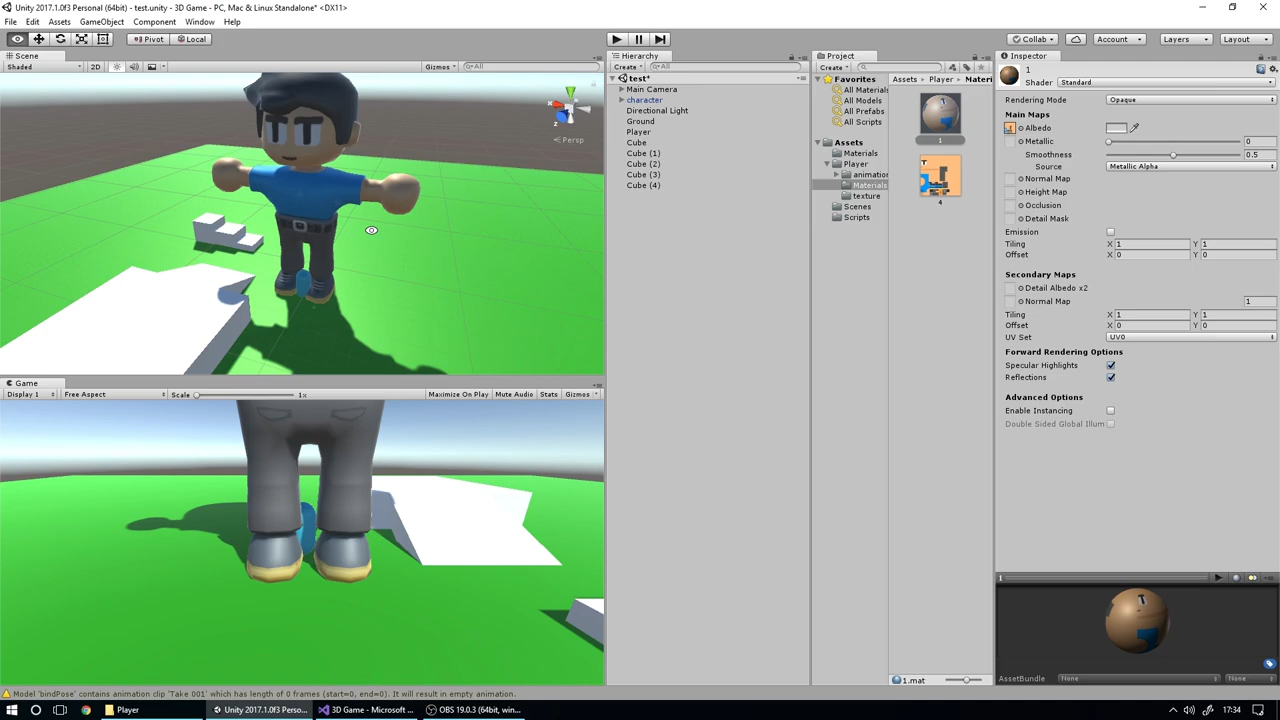 Unity 2017.1.0f3 Personal (64bit) - test.unity - 3D Game - PC, Mac & Linux Standalone* <DX11>
File Edit Assets GameObject Component Window Help
Pivot Local Collab Account Layers Layout
Scene
Shaded 2D Gizmos All
Persp
Hierarchy
Create All
test*
Main Camera
character
Directional Light
Ground
Player
Cube
Cube (1)
Cube (2)
Cube (3)
Cube (4)
Project
Create
Favorites
All Materials
All Models
All Prefabs
All Scripts
Assets
Materials
Player
animation
Materials
texture
Scenes
Scripts
Assets Player Materi
1
4
1.mat
Inspector
1
Shader Standard
Rendering Mode Opaque
Main Maps
Albedo
Metallic 0
Smoothness 0.5
Source Metallic Alpha
Normal Map
Height Map
Occlusion
Detail Mask
Emission
Tiling X 1 Y 1
Offset X 0 Y 0
Secondary Maps
Detail Albedo x2
Normal Map 1
Tiling X 1 Y 1
Offset X 0 Y 0
UV Set UV0
Forward Rendering Options
Specular Highlights
Reflections
Advanced Options
Enable Instancing
Double Sided Global Illum
1
AssetBundle None None
Game
Display 1 Free Aspect Scale 1x Maximize On Play Mute Audio Stats Gizmos
Model 'bindPose' contains animation clip 'Take 001' which has length of 0 frames (start=0, end=0). It will result in empty animation.
Player Unity 2017.1.0f3 Perso... 3D Game - Microsoft ... OBS 19.0.3 (64bit, win... 17:34